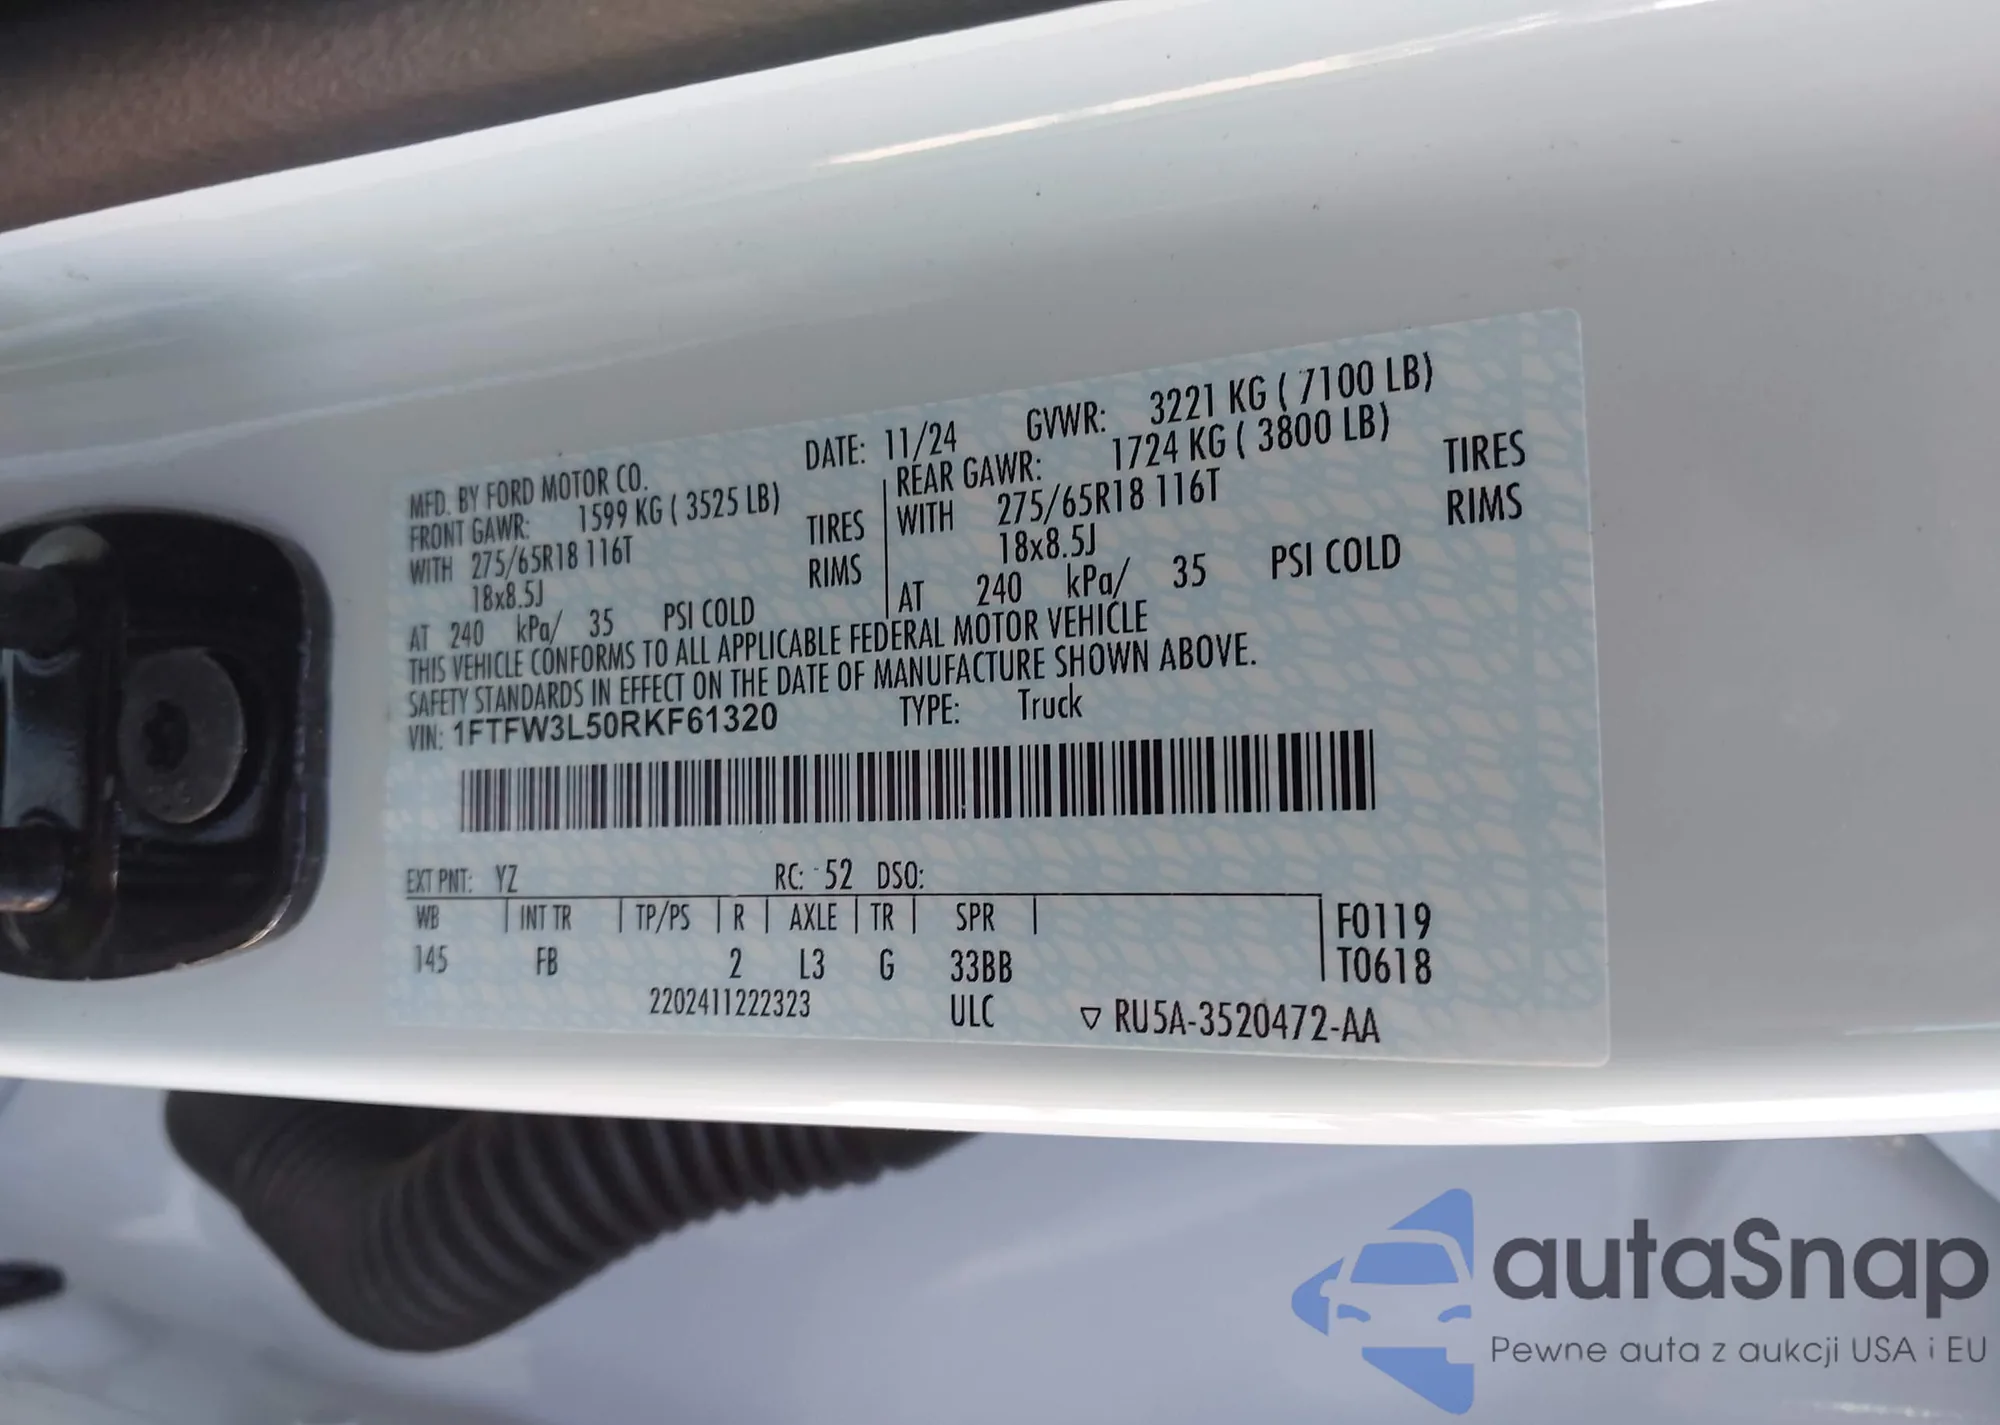 MFD. BY FORD MOTOR CO. DATE: 11/24 GVWR: 3221 KG ( 7100 LB)
FRONT GAWR: 1599 KG ( 3525 LB) REAR GAWR: 1724 KG ( 3800 LB)
WITH 275/65R18 116T TIRES WITH 275/65R18 116T TIRES
18x8.5J RIMS 18x8.5J RIMS
AT 240 kPa/ 35 PSI COLD AT 240 kPa/ 35 PSI COLD
THIS VEHICLE CONFORMS TO ALL APPLICABLE FEDERAL MOTOR VEHICLE
SAFETY STANDARDS IN EFFECT ON THE DATE OF MANUFACTURE SHOWN ABOVE.
VIN: 1FTFW3L50RKF61320 TYPE: Truck
EXT PNT: YZ RC: 52 DSO:
WB INT TR TP/PS R AXLE TR SPR F0119
145 FB 2 L3 G 33BB T0618
2202411222323 ULC ▽ RU5A-3520472-AA
autaSnap
Pewne auta z aukcji USA i EU